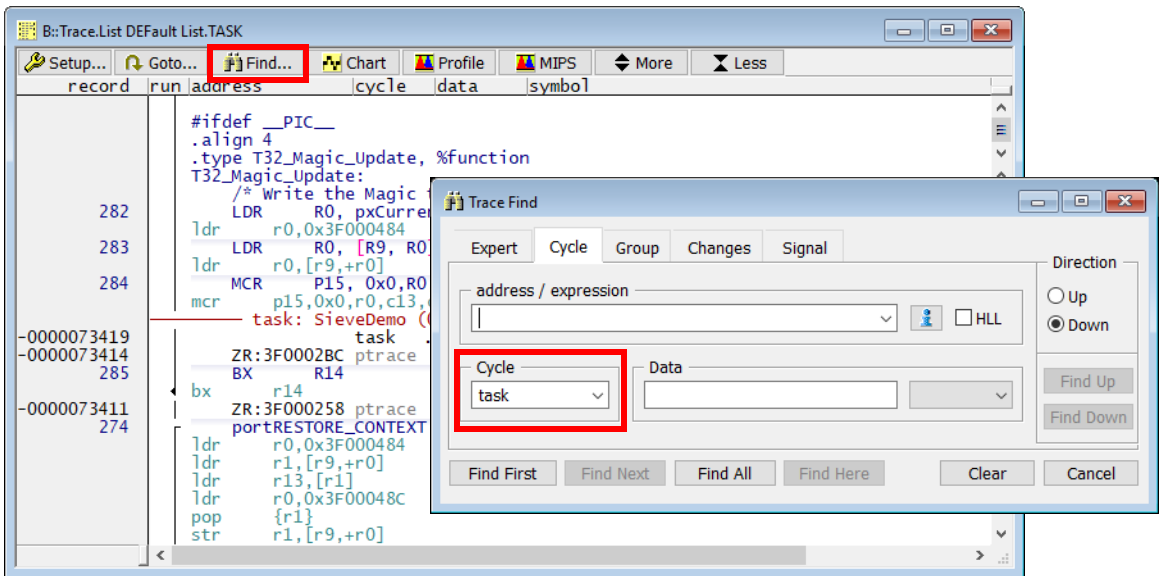 B::Trace.List DEFault List.TASK
Setup... Goto... Find... Chart Profile MIPS More Less
record run address cycle data symbol
#ifdef __PIC__
.align 4
.type T32_Magic_Update, %function
T32_Magic_Update:
/* Write the Magic
282 LDR R0, pxCurre
ldr r0,0x3F000484
283 LDR R0, [R9, R0]
ldr r0,[r9,+r0]
284 MCR P15, 0x0,R0
mcr p15,0x0,r0,c13,
task: SieveDemo (
-0000073419 task .
-0000073414 ZR:3F0002BC ptrace
285 BX R14
bx r14
-0000073411 ZR:3F000258 ptrace
274 portRESTORE_CONTEXT
ldr r0,0x3F000484
ldr r1,[r9,+r0]
ldr r13,[r1]
ldr r0,0x3F00048C
pop {r1}
str r1,[r9,+r0]
Trace Find
Expert Cycle Group Changes Signal
Direction
address / expression
Up
HLL
Down
Cycle Data
task
Find Up
Find Down
Find First Find Next Find All Find Here Clear Cancel